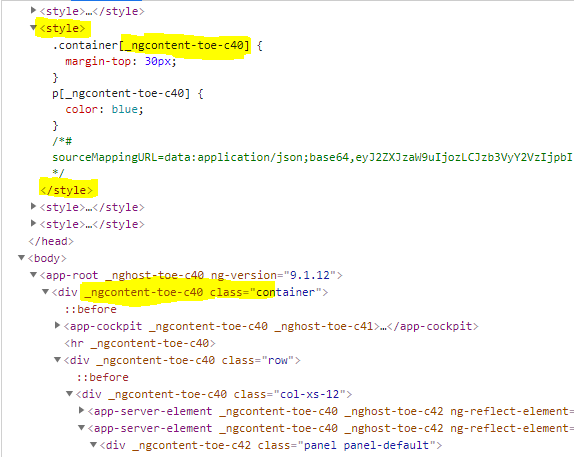 <style>…</style>
<style>
.container[_ngcontent-toe-c40] {
margin-top: 30px;
}
p[_ngcontent-toe-c40] {
color: blue;
}
/*#
sourceMappingURL=data:application/json;base64,eyJ2ZXJzaW9uIjozLCJzb3VyY2VzIjpbI
*/
</style>
<style>…</style>
<style>…</style>
</head>
<body>
<app-root _nghost-toe-c40 ng-version="9.1.12">
<div _ngcontent-toe-c40 class="container">
::before
<app-cockpit _ngcontent-toe-c40 _nghost-toe-c41>…</app-cockpit>
<hr _ngcontent-toe-c40>
<div _ngcontent-toe-c40 class="row">
::before
<div _ngcontent-toe-c40 class="col-xs-12">
<app-server-element _ngcontent-toe-c40 _nghost-toe-c42 ng-reflect-element=
<app-server-element _ngcontent-toe-c40 _nghost-toe-c42 ng-reflect-element=
<div _ngcontent-toe-c42 class="panel panel-default">